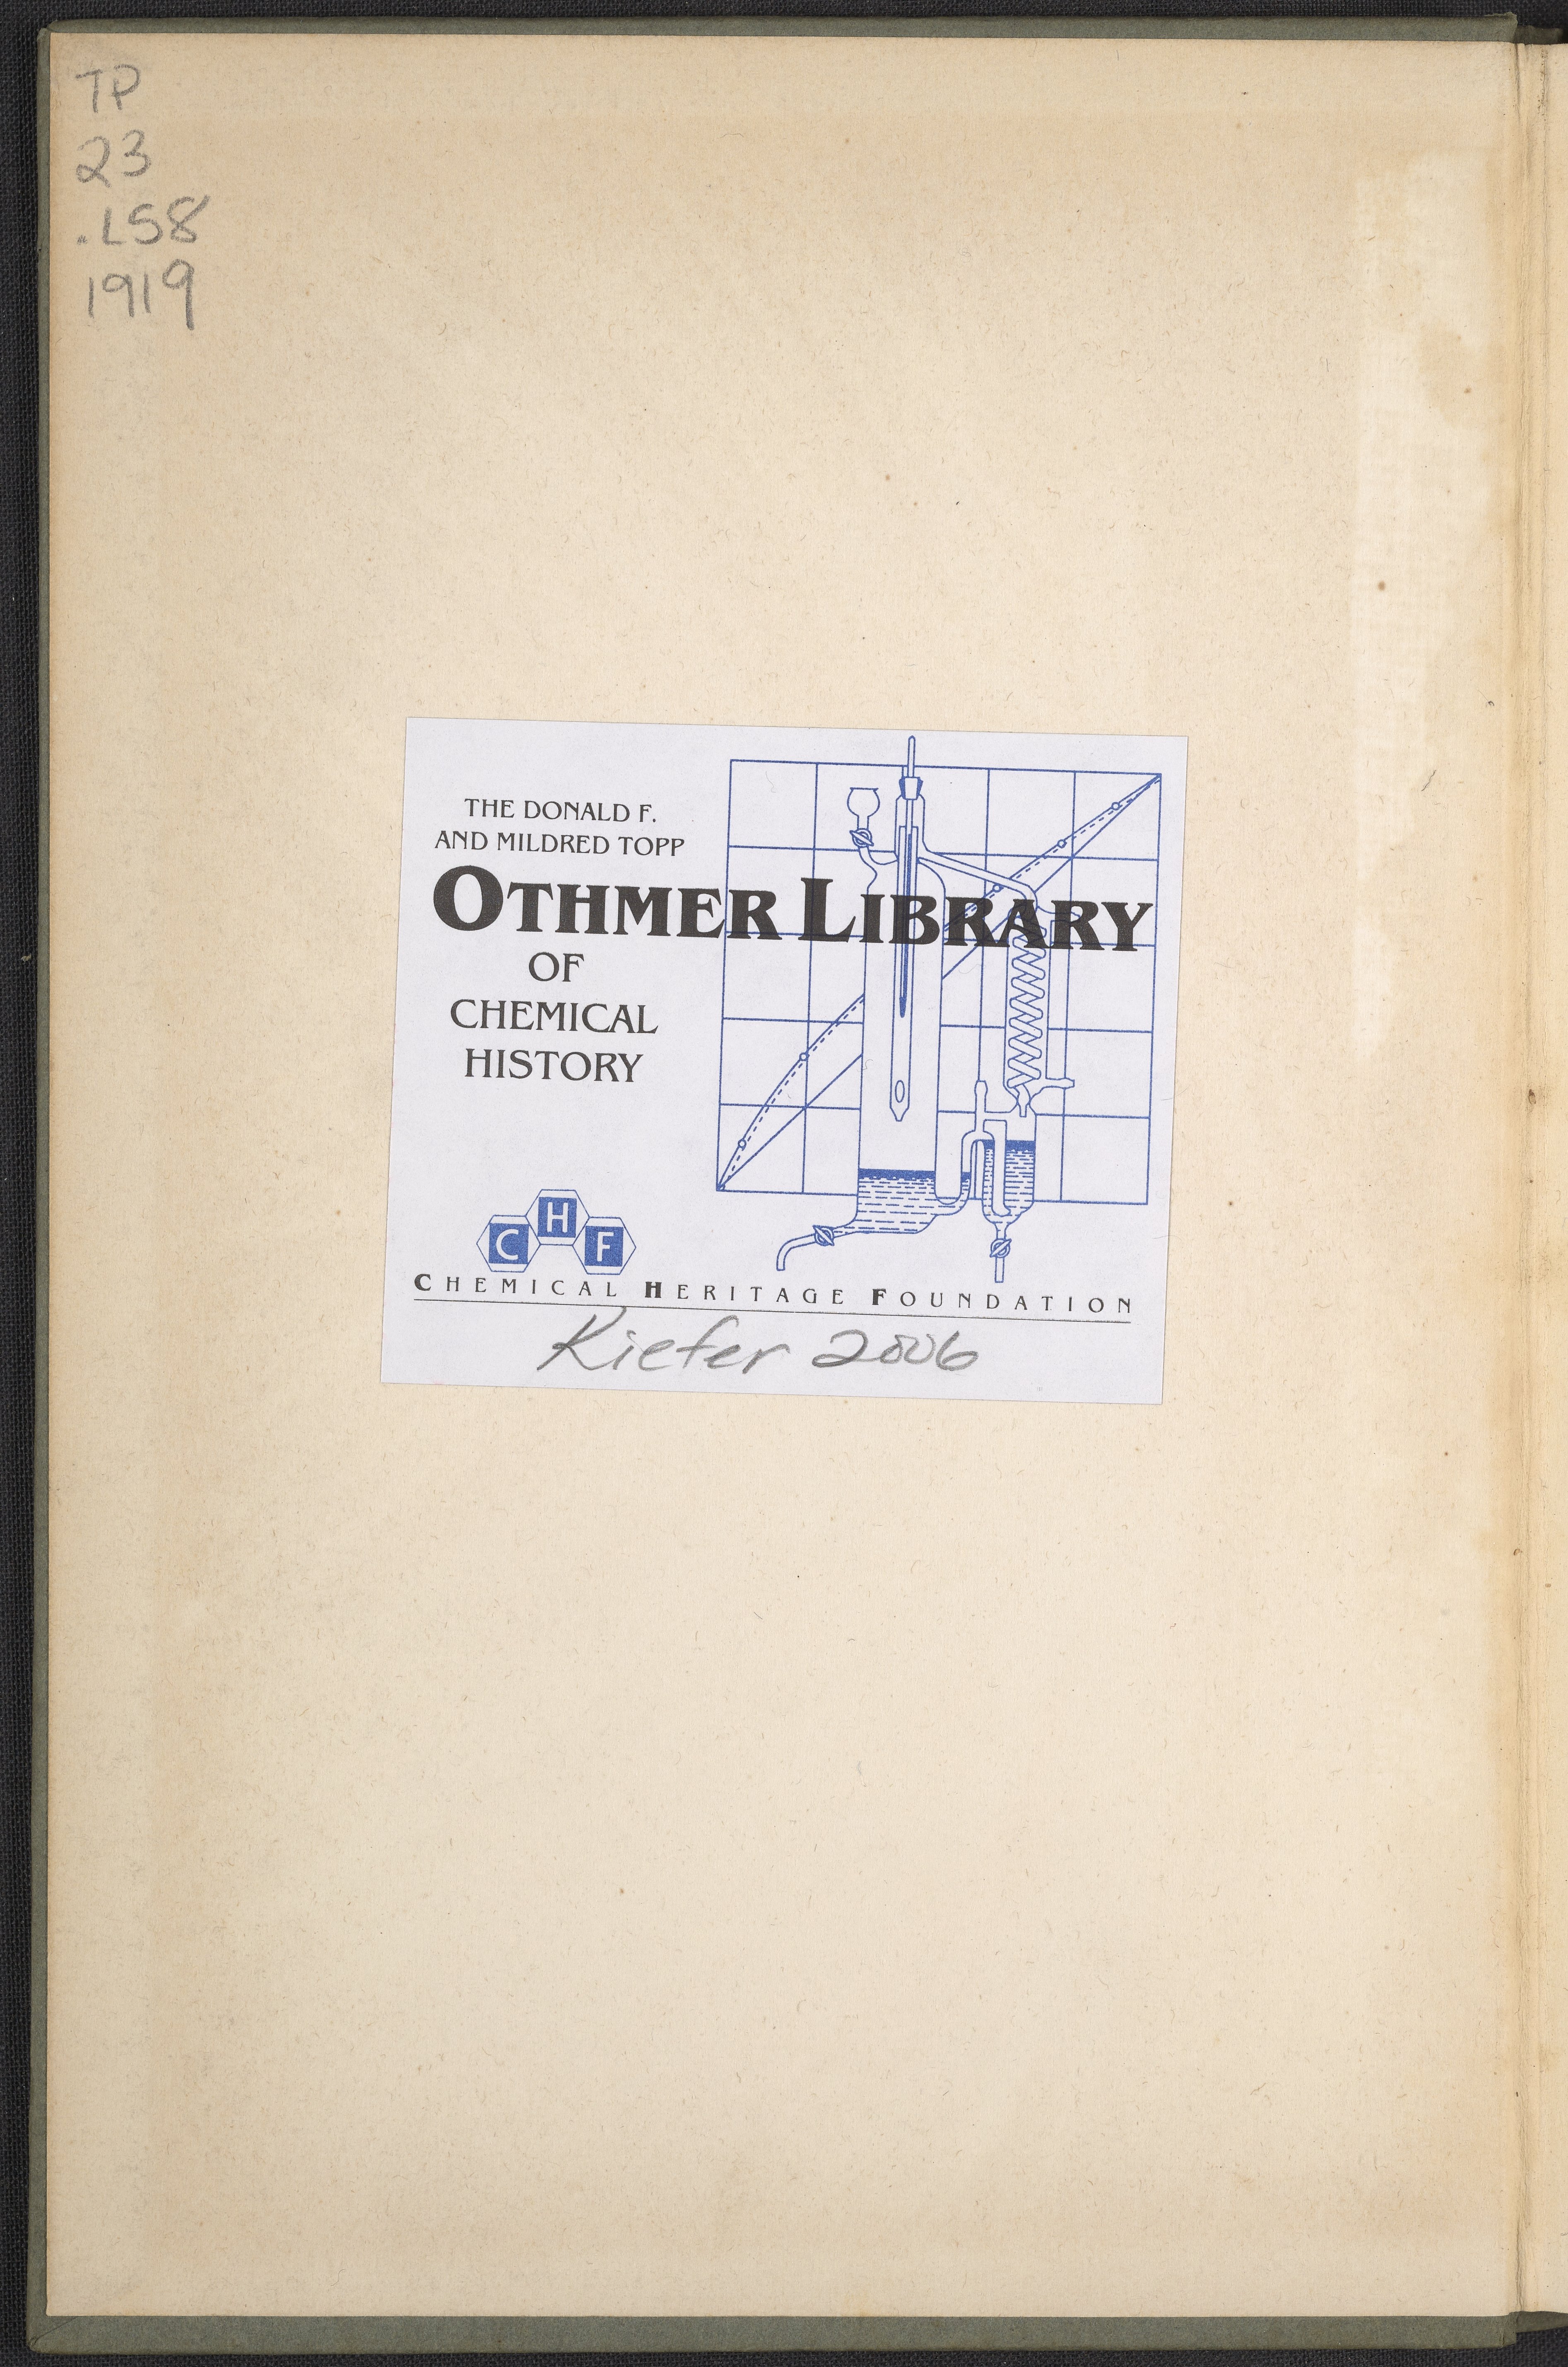 TP
23
.L58
1919
THE DONALD F.
AND MILDRED TOPP
OTHMER LIBRARY
OF
CHEMICAL
HISTORY
C H F
CHEMICAL HERITAGE FOUNDATION
Kiefer 2006